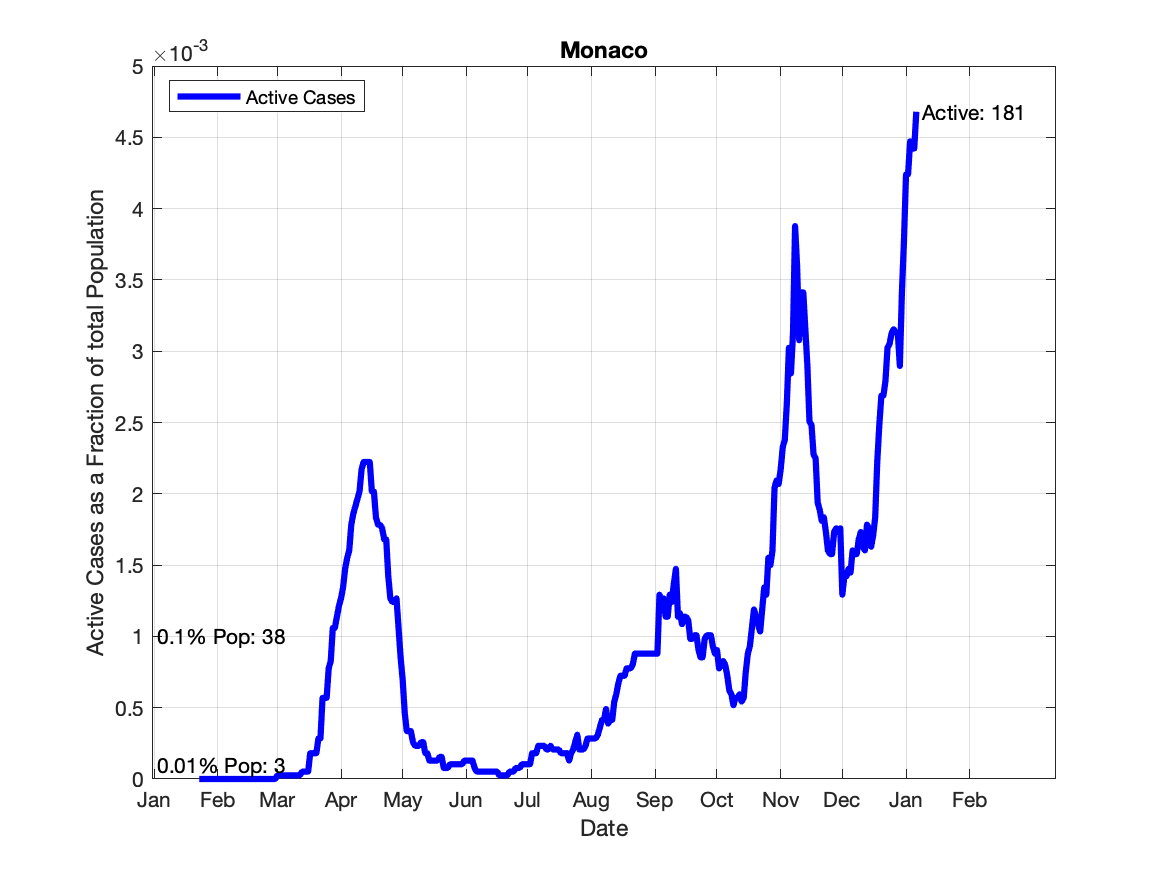 Monaco
×10-3
5
4.5
4
3.5
3
2.5
2
1.5
1
0.5
0
Active Cases as a Fraction of total Population
Active Cases
Active: 181
0.1% Pop: 38
0.01% Pop: 3
Jan Feb Mar Apr May Jun Jul Aug Sep Oct Nov Dec Jan Feb
Date